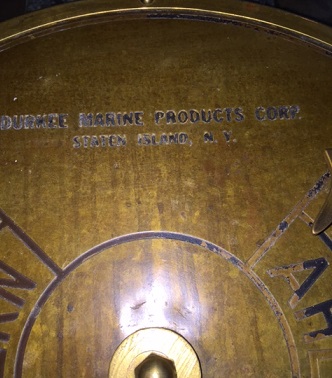 DURKEE MARINE PRODUCTS CORP.
STATEN ISLAND, N. Y.